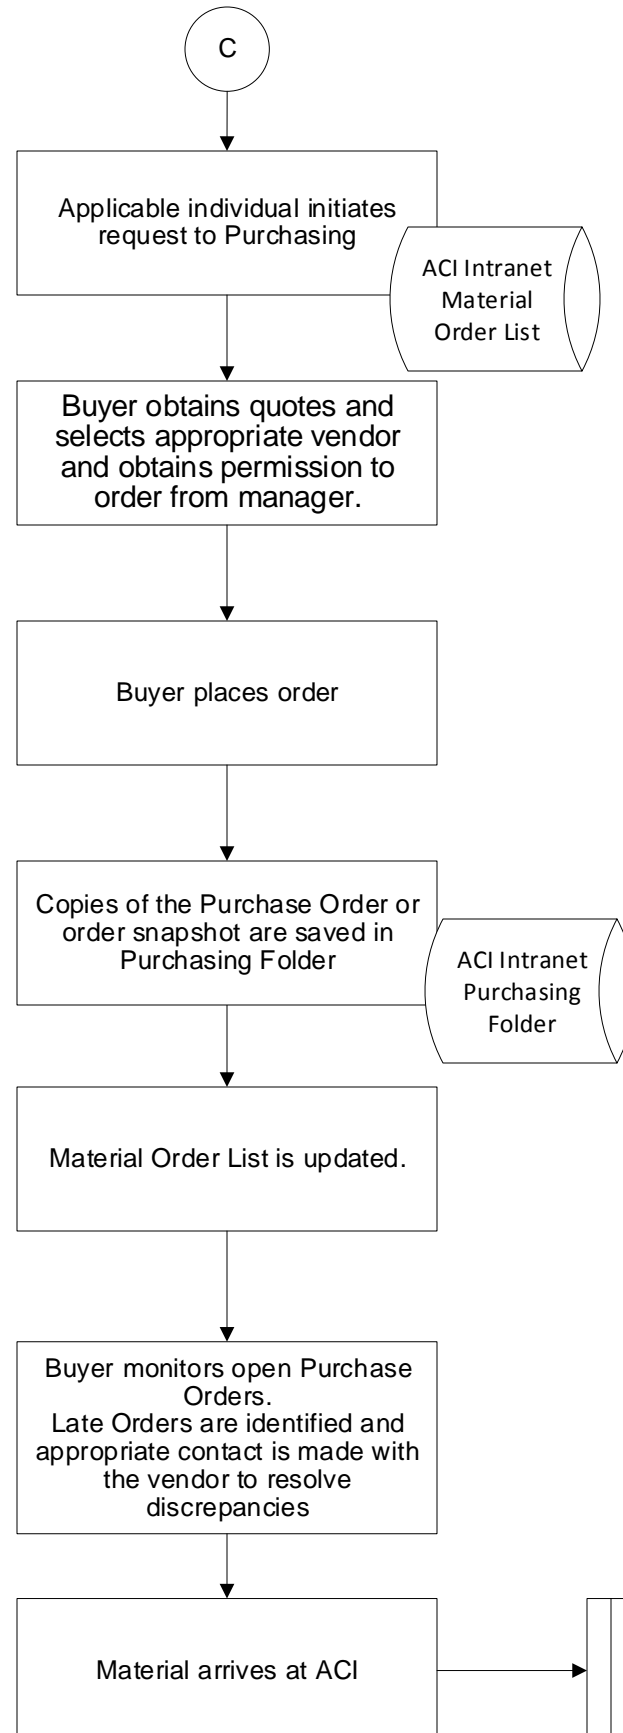 C
Applicable individual initiates
request to Purchasing
ACI Intranet
Material
Order List
Buyer obtains quotes and
selects appropriate vendor
and obtains permission to
order from manager.
Buyer places order
Copies of the Purchase Order or
order snapshot are saved in
Purchasing Folder
ACI Intranet
Purchasing
Folder
Material Order List is updated.
Buyer monitors open Purchase
Orders.
Late Orders are identified and
appropriate contact is made with
the vendor to resolve
discrepancies
Material arrives at ACI